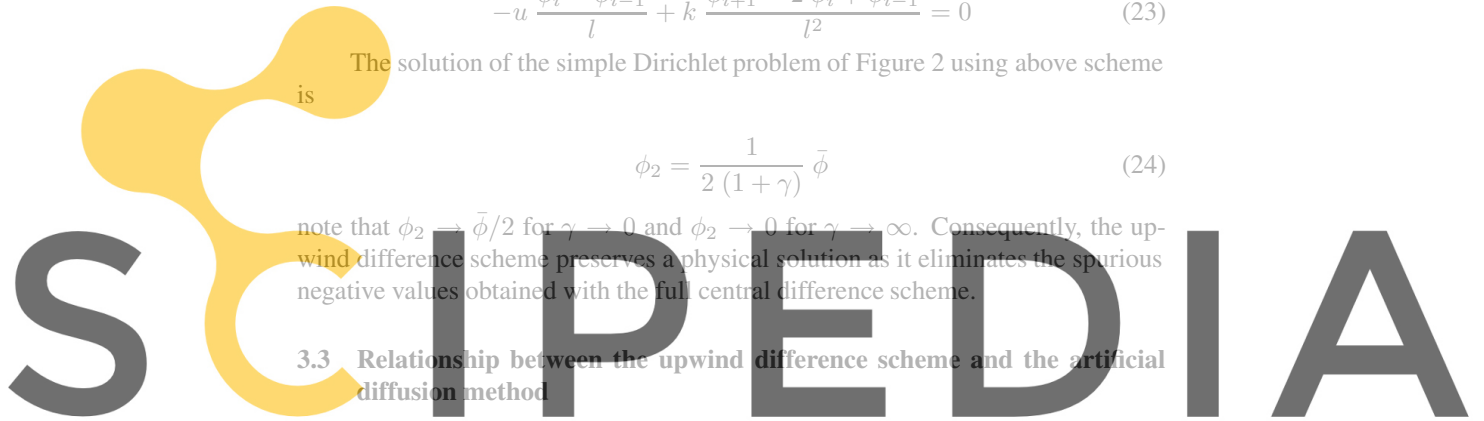 −u (ϕi − ϕi−1)/l + k (ϕi+1 − 2 ϕi + ϕi−1)/l² = 0 (23)
The solution of the simple Dirichlet problem of Figure 2 using above scheme
is
ϕ₂ = 1/(2 (1 + γ)) ϕ̄ (24)
note that ϕ₂ → ϕ̄/2 for γ → 0 and ϕ₂ → 0 for γ → ∞. Consequently, the up-
wind difference scheme preserves a physical solution as it eliminates the spurious
negative values obtained with the full central difference scheme.
SCIPEDIA
3.3 Relationship between the upwind difference scheme and the artificial
diffusion method